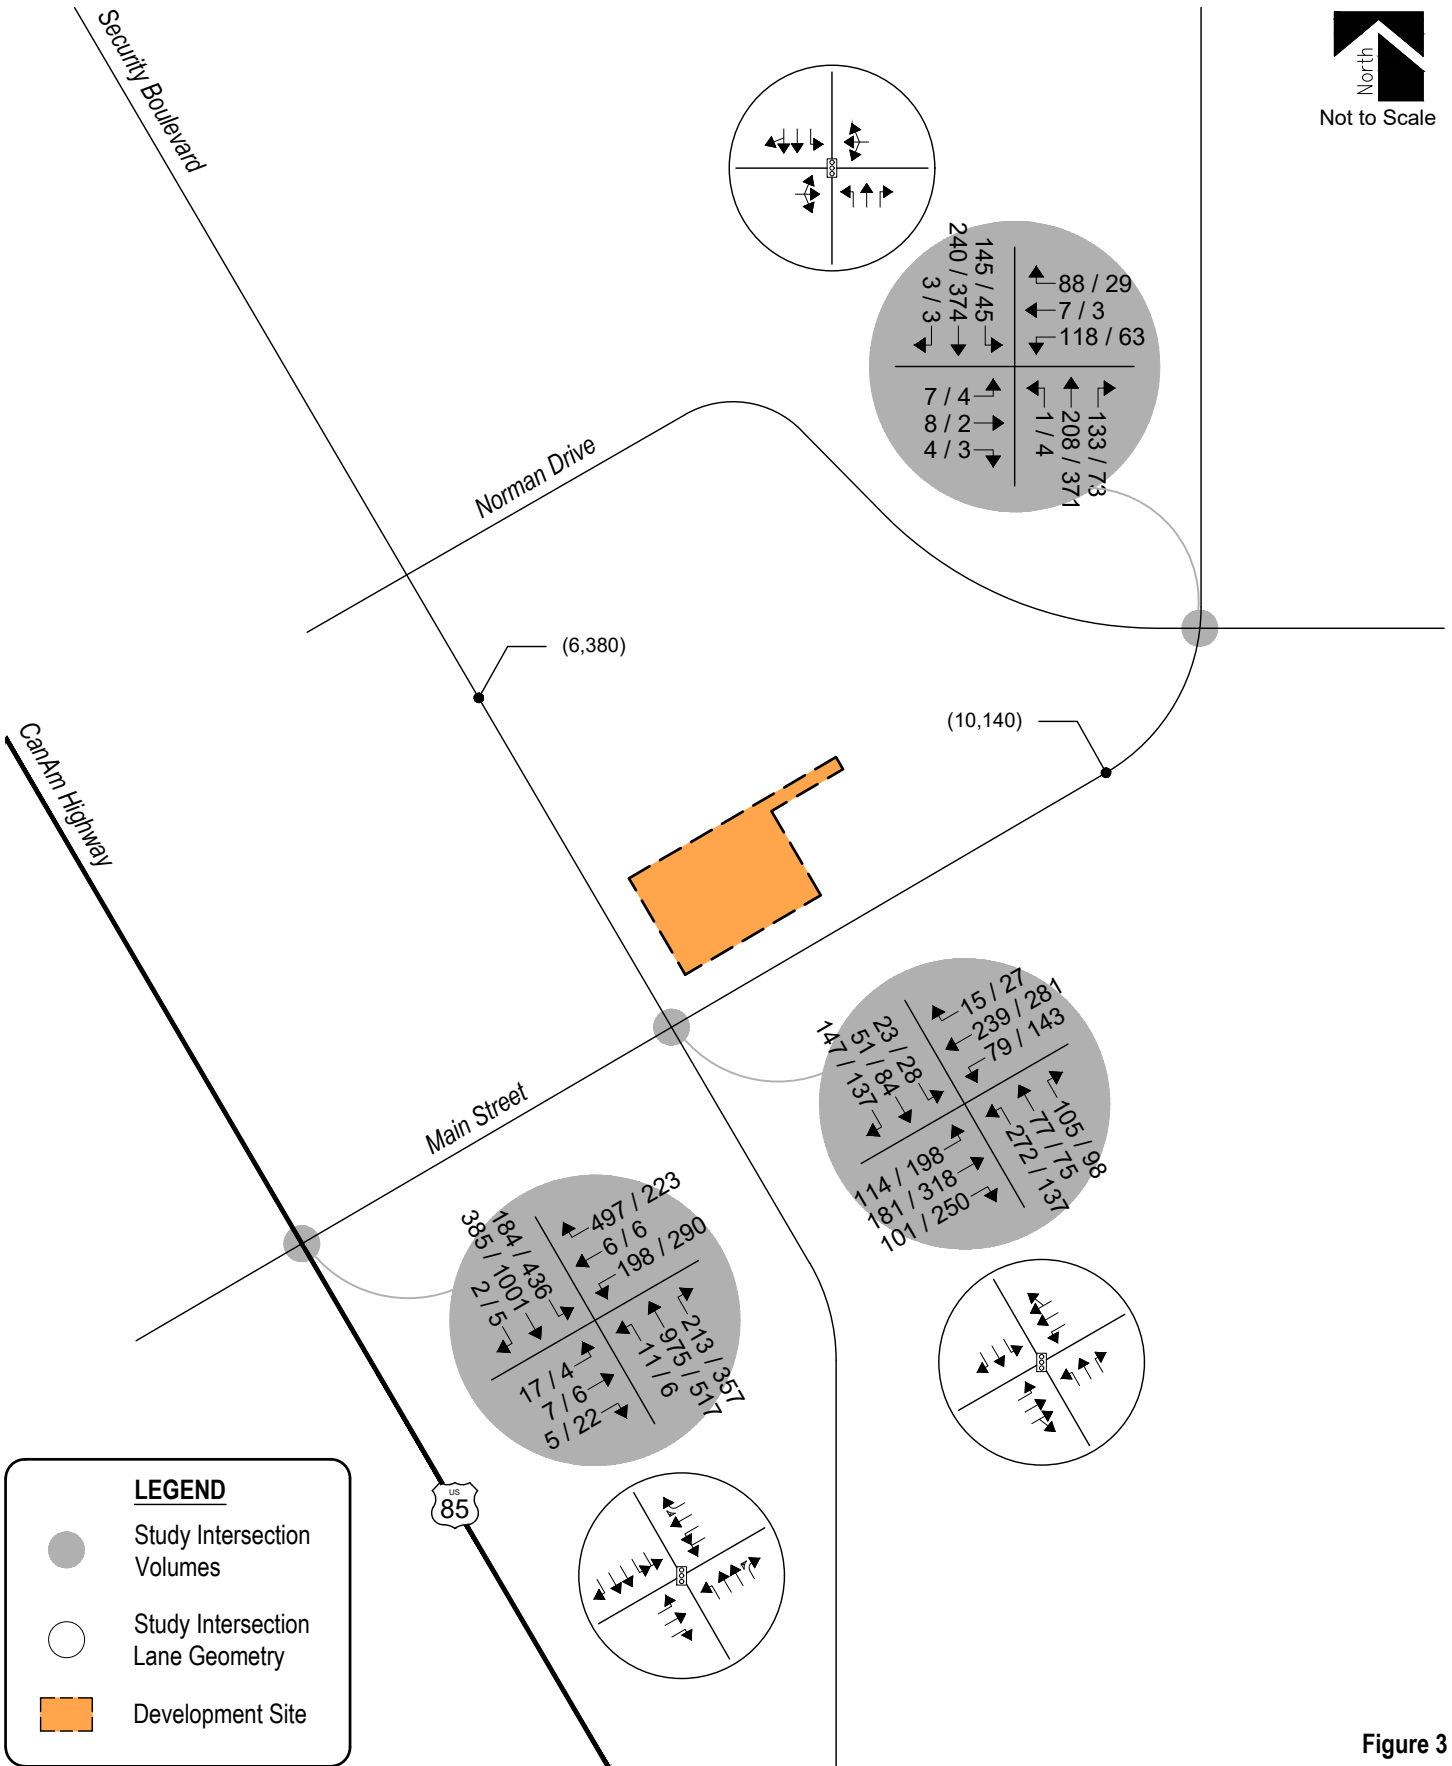 Security Boulevard
North
Not to Scale
145 / 45
240 / 374
3 / 3
88 / 29
7 / 3
118 / 63
7 / 4
8 / 2
4 / 3
133 / 73
208 / 371
1 / 4
Norman Drive
(6,380)
(10,140)
CanAm Highway
Main Street
23 / 28
51 / 84
147 / 137
15 / 27
239 / 281
79 / 143
114 / 198
181 / 318
101 / 250
105 / 98
77 / 75
272 / 137
184 / 436
385 / 1001
2 / 5
497 / 223
6 / 6
198 / 290
17 / 4
7 / 6
5 / 22
213 / 357
975 / 517
11 / 6
US
85
LEGEND
Study Intersection
Volumes
Study Intersection
Lane Geometry
Development Site
Figure 3